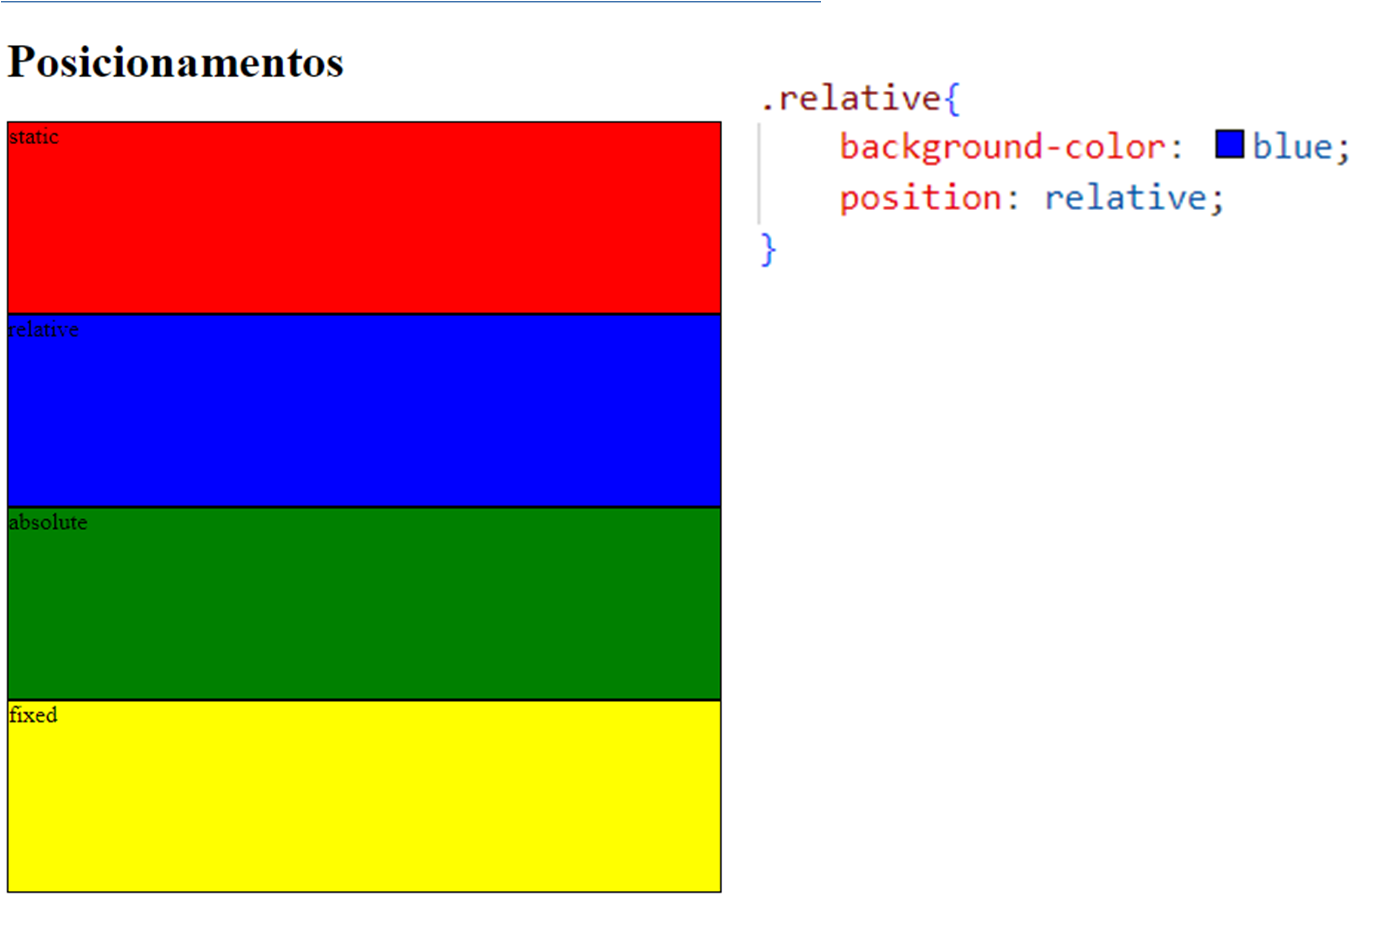 Posicionamentos
static
relative
absolute
fixed
.relative{
background-color: blue;
position: relative;
}